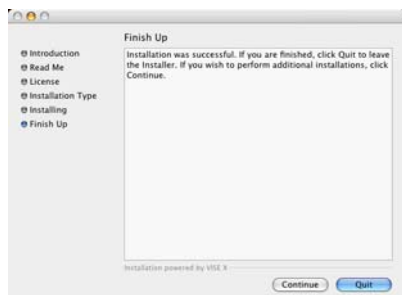 Finish Up
Introduction
Read Me
License
Installation Type
Installing
Finish Up
Installation was successful. If you are finished, click Quit to leave
the Installer. If you wish to perform additional installations, click
Continue.
Installation powered by VISE X
Continue
Quit